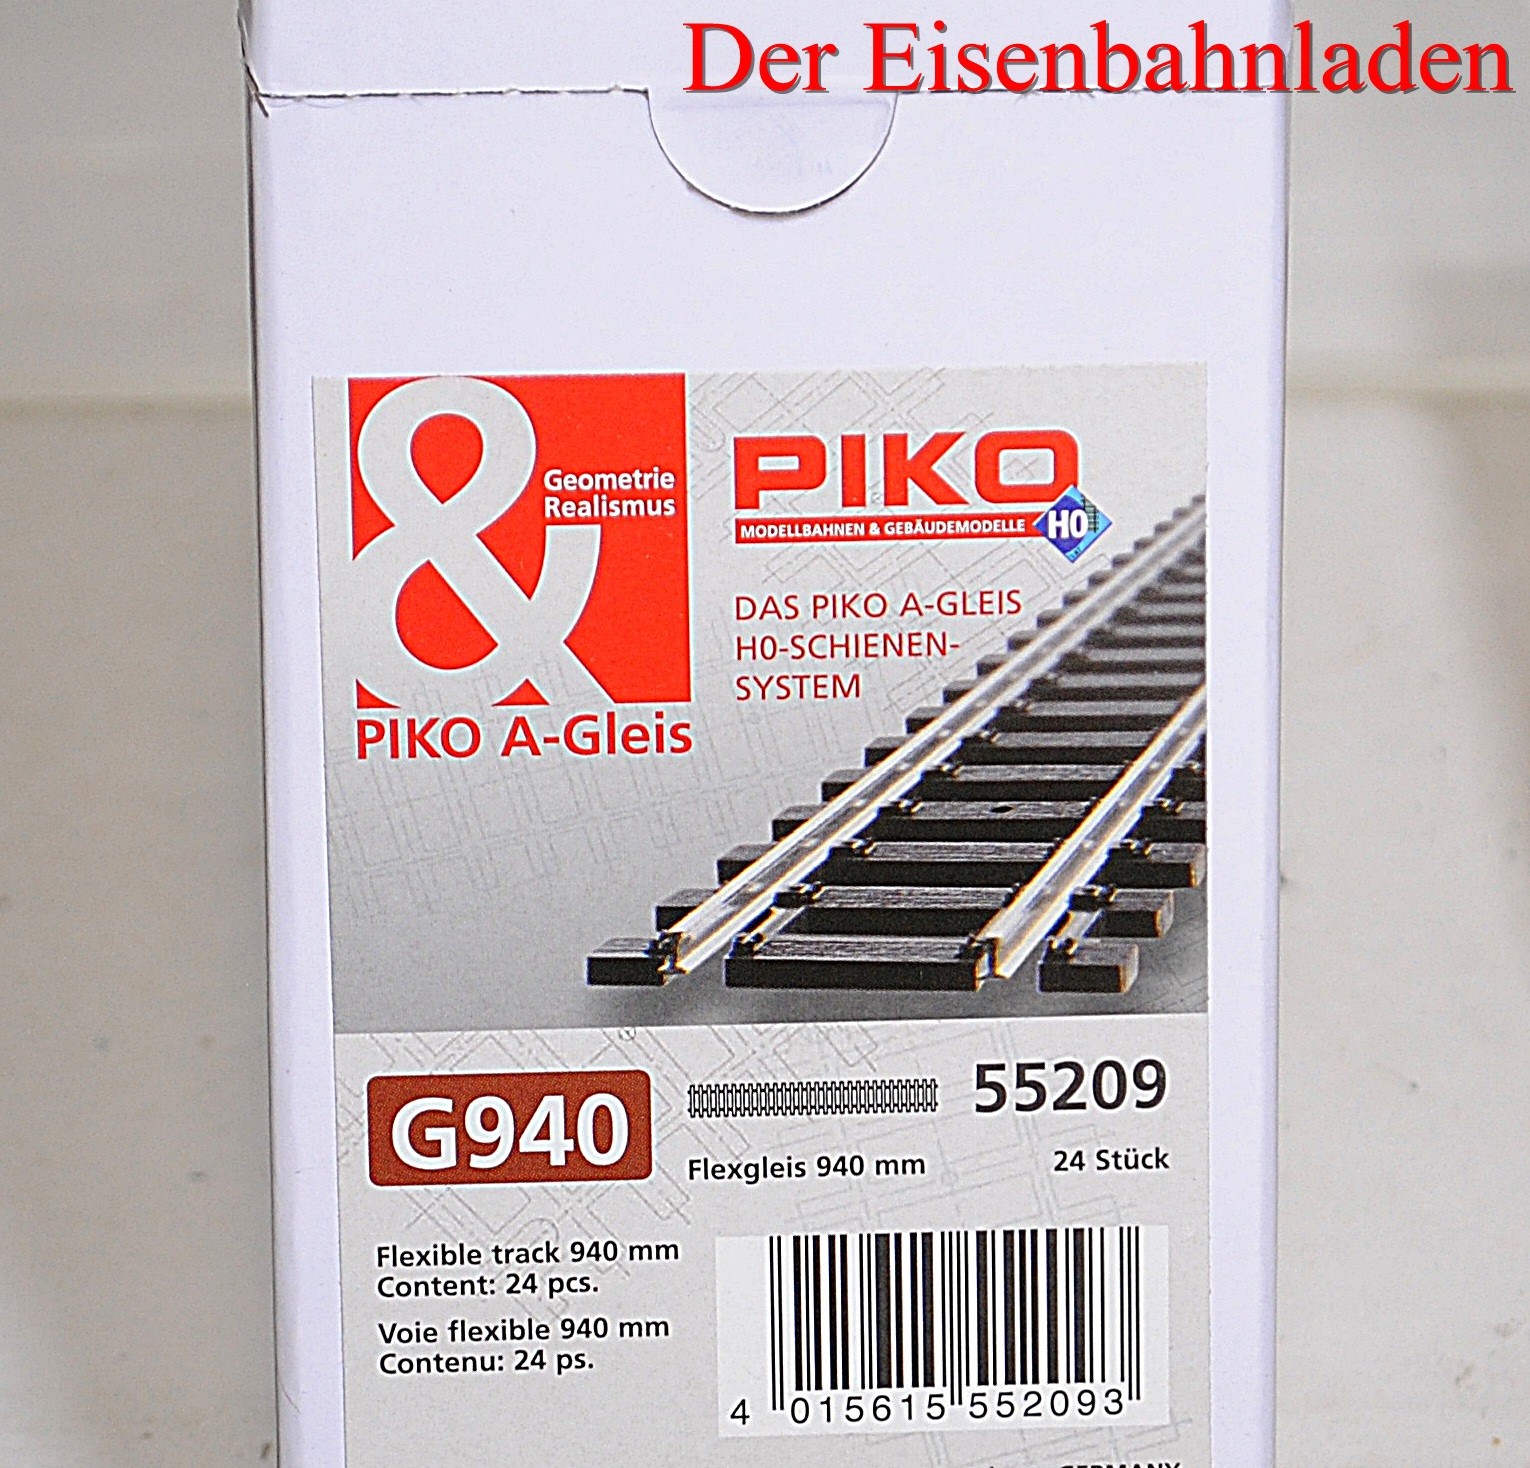 Der Eisenbahnladen
&
Geometrie
Realismus
PIKO A-Gleis
PIKO
MODELLBAHNEN & GEBÄUDEMODELLE
H0
DAS PIKO A-GLEIS
H0-SCHIENEN-
SYSTEM
G940
Flexgleis 940 mm
55209
24 Stück
Flexible track 940 mm
Content: 24 pcs.
Voie flexible 940 mm
Contenu: 24 ps.
4 015615 552093
GERMANY